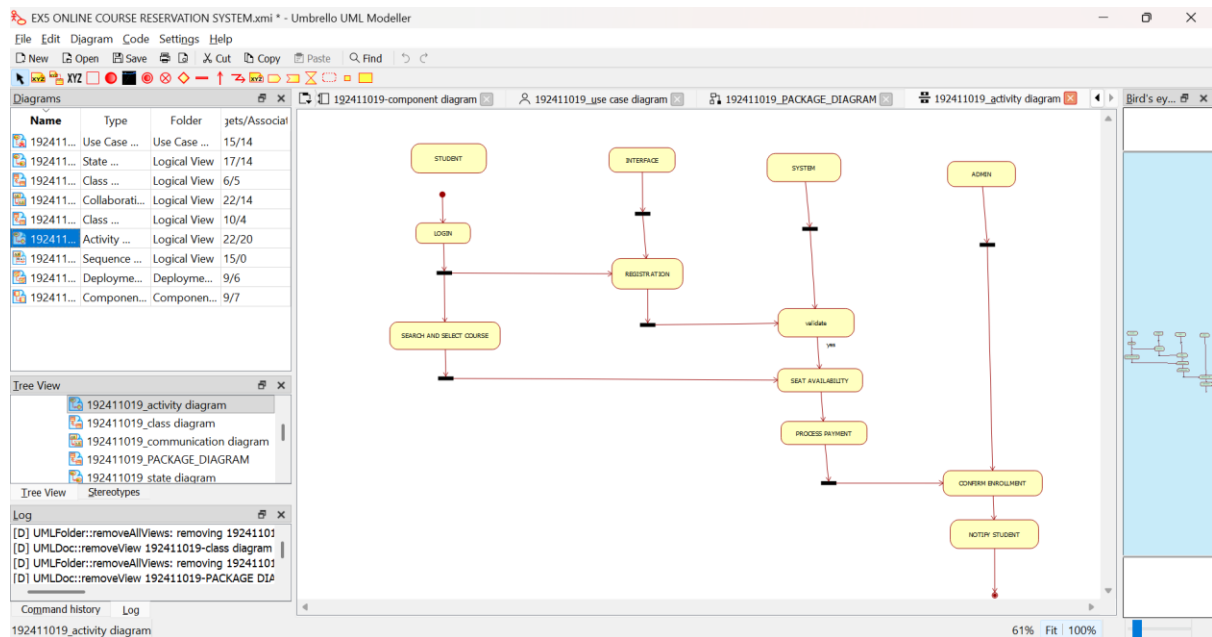 EX5 ONLINE COURSE RESERVATION SYSTEM.xmi * - Umbrello UML Modeller
File Edit Diagram Code Settings Help
New Open Save Cut Copy Paste Find
XYZ XYZ
Diagrams
192411019-component diagram 192411019_use case diagram 192411019_PACKAGE_DIAGRAM 192411019_activity diagram
Bird's ey...
Name Type Folder gets/Associat
192411... Use Case ... Use Case ... 15/14
192411... State ... Logical View 17/14
192411... Class ... Logical View 6/5
192411... Collaborati... Logical View 22/14
192411... Class ... Logical View 10/4
192411... Activity ... Logical View 22/20
192411... Sequence ... Logical View 15/0
192411... Deployme... Deployme... 9/6
192411... Componen... Componen... 9/7
Tree View
192411019_activity diagram
192411019_class diagram
192411019_communication diagram
192411019_PACKAGE_DIAGRAM
192411019_state diagram
Tree View Stereotypes
Log
[D] UMLFolder::removeAllViews: removing 19241101
[D] UMLDoc::removeView 192411019-class diagram
[D] UMLFolder::removeAllViews: removing 19241101
[D] UMLDoc::removeView 192411019-PACKAGE DIA
Command history Log
STUDENT
INTERFACE
SYSTEM
ADMIN
LOGIN
REGISTRATION
validate
yes
SEARCH AND SELECT COURSE
SEAT AVAILABILITY
PROCESS PAYMENT
CONFIRM ENROLLMENT
NOTIFY STUDENT
192411019_activity diagram
61% Fit 100%